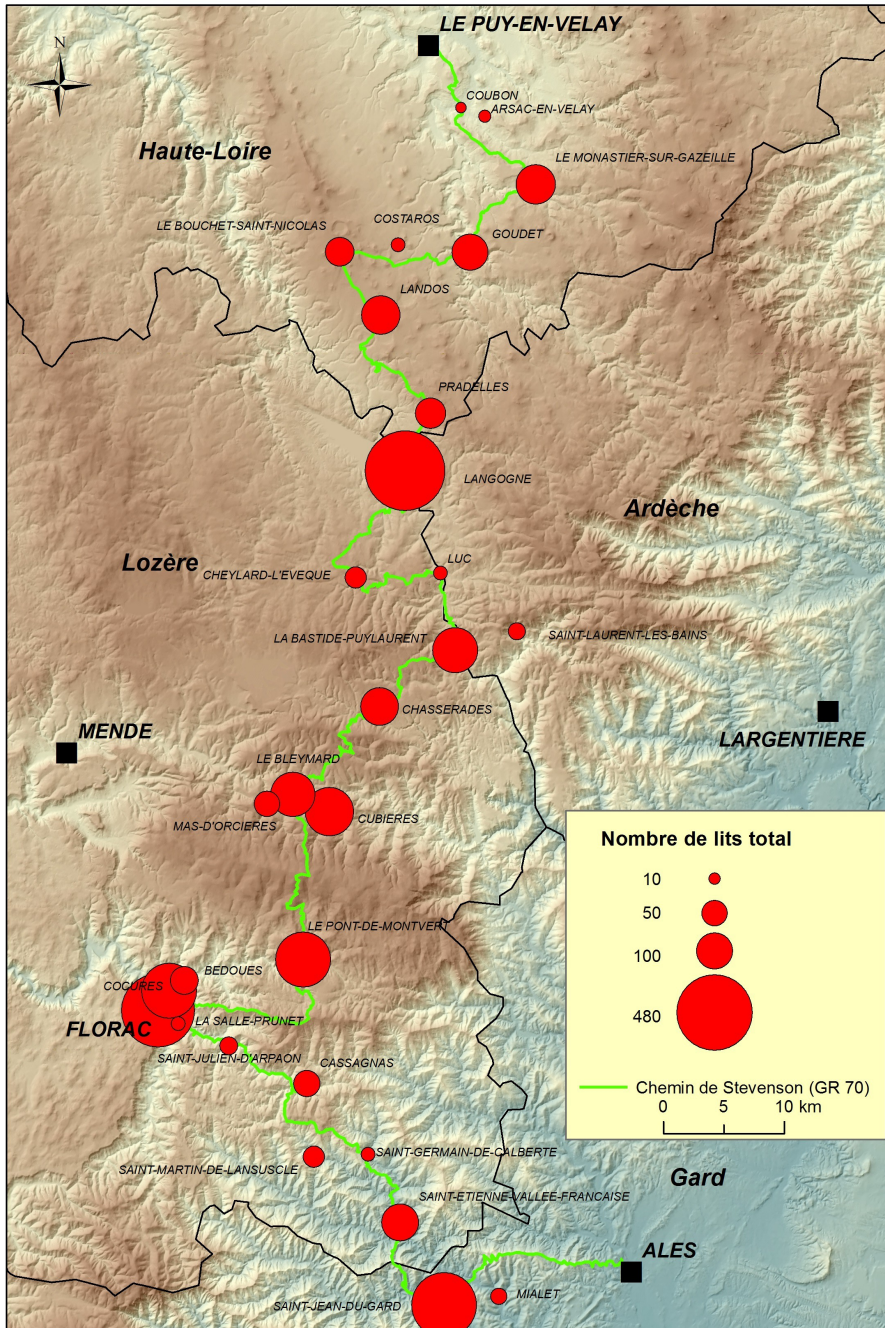 LE PUY-EN-VELAY
N
COUBON
ARSAC-EN-VELAY
Haute-Loire
LE MONASTIER-SUR-GAZEILLE
COSTAROS
LE BOUCHET-SAINT-NICOLAS
GOUDET
LANDOS
PRADELLES
LANGOGNE
Ardèche
Lozère
LUC
CHEYLARD-L'EVEQUE
LA BASTIDE-PUYLAURENT
SAINT-LAURENT-LES-BAINS
CHASSERADES
MENDE
LARGENTIERE
LE BLEYMARD
MAS-D'ORCIERES
CUBIERES
Nombre de lits total
10
50
100
480
Chemin de Stevenson (GR 70)
0 5 10 km
LE PONT-DE-MONTVERT
BEDOUES
COCURES
LA SALLE-PRUNET
FLORAC
SAINT-JULIEN-D'ARPAON
CASSAGNAS
SAINT-GERMAIN-DE-CALBERTE
SAINT-MARTIN-DE-LANSUSCLE
Gard
SAINT-ETIENNE-VALLEE-FRANCAISE
ALES
SAINT-JEAN-DU-GARD
MIALET